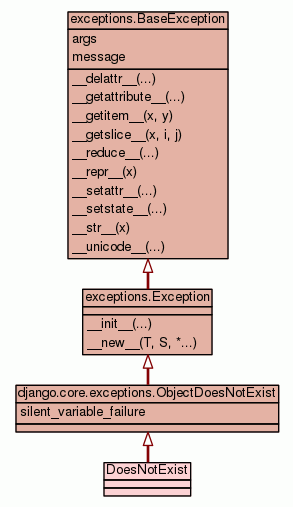 exceptions.BaseException
args
message
__delattr__(...)
__getattribute__(...)
__getitem__(x, y)
__getslice__(x, i, j)
__reduce__(...)
__repr__(x)
__setattr__(...)
__setstate__(...)
__str__(x)
__unicode__(...)
exceptions.Exception
__init__(...)
__new__(T, S, *...)
django.core.exceptions.ObjectDoesNotExist
silent_variable_failure
DoesNotExist